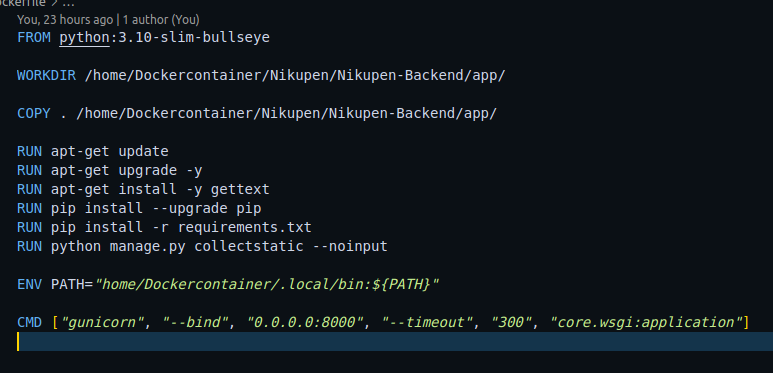 ockerfile > ...
You, 23 hours ago | 1 author (You)
FROM python:3.10-slim-bullseye
WORKDIR /home/Dockercontainer/Nikupen/Nikupen-Backend/app/
COPY . /home/Dockercontainer/Nikupen/Nikupen-Backend/app/
RUN apt-get update
RUN apt-get upgrade -y
RUN apt-get install -y gettext
RUN pip install --upgrade pip
RUN pip install -r requirements.txt
RUN python manage.py collectstatic --noinput
ENV PATH="home/Dockercontainer/.local/bin:${PATH}"
CMD ["gunicorn", "--bind", "0.0.0.0:8000", "--timeout", "300", "core.wsgi:application"]